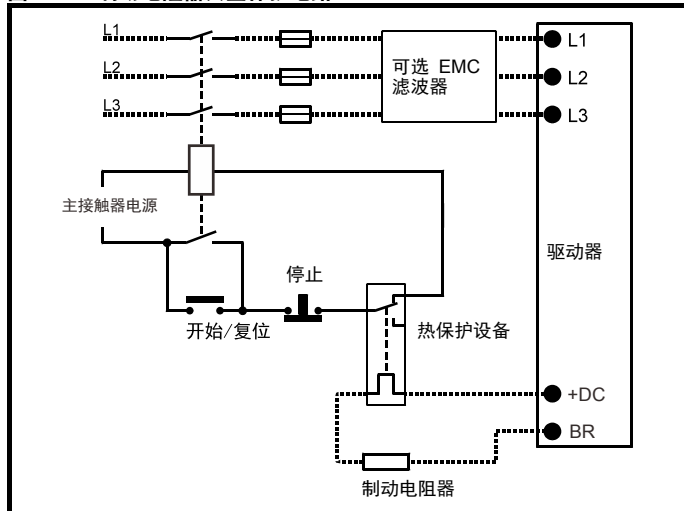 L1
L2
L3
可选 EMC
滤波器
L1
L2
L3
主接触器电源
驱动器
停止
开始/复位
热保护设备
+DC
BR
制动电阻器